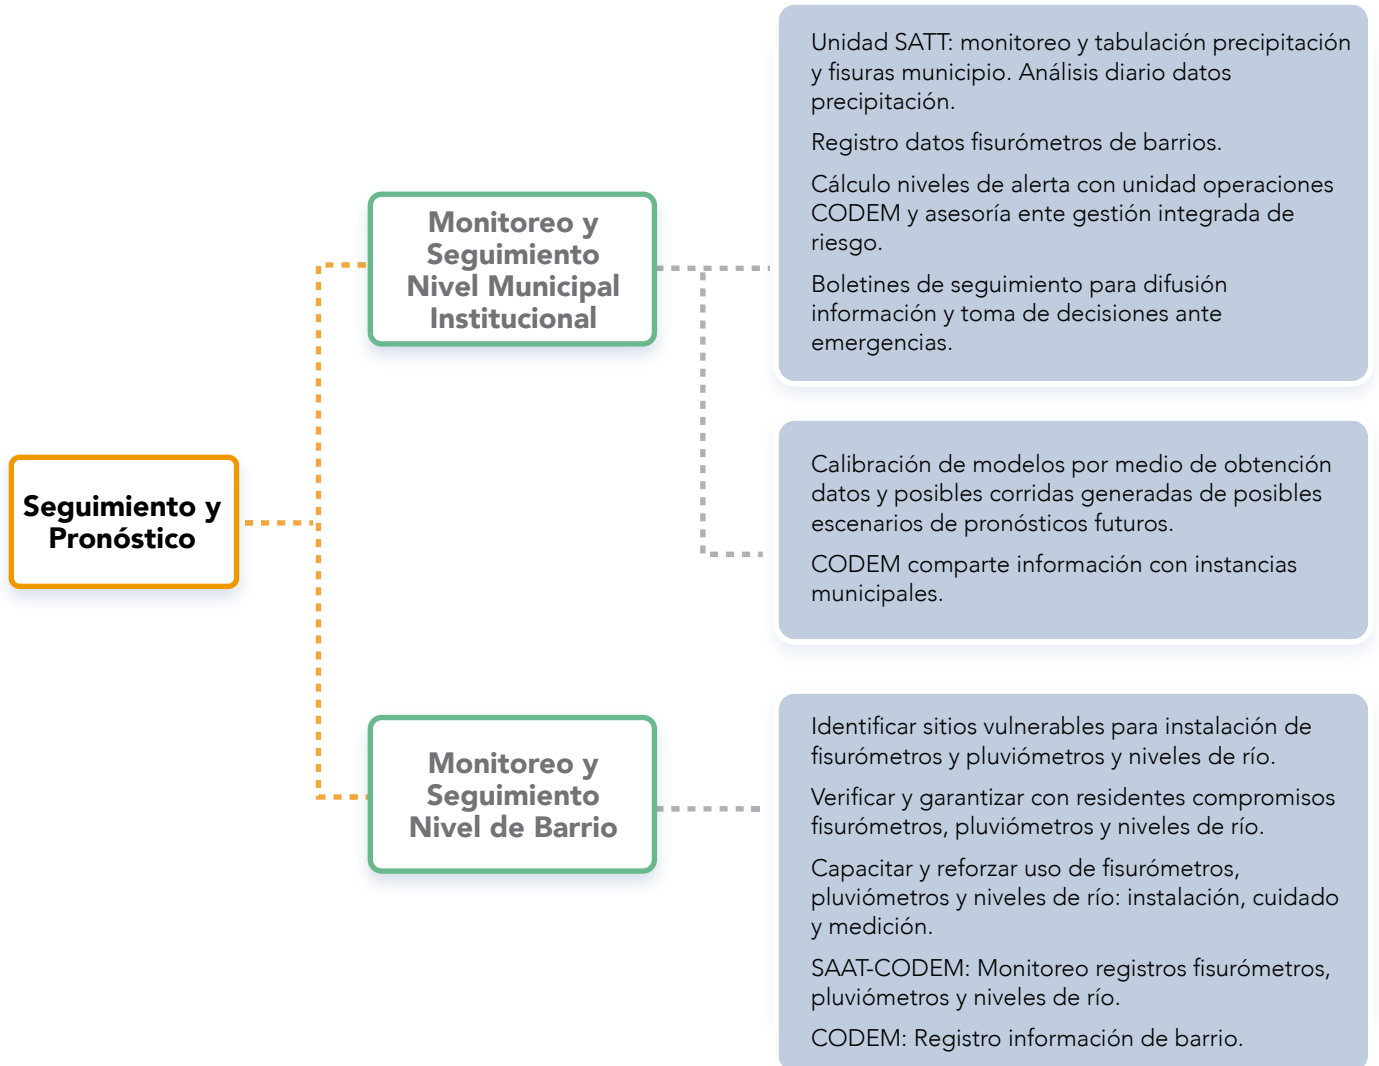 Seguimiento y
Pronóstico
Monitoreo y
Seguimiento
Nivel Municipal
Institucional
Unidad SATT: monitoreo y tabulación precipitación
y fisuras municipio. Análisis diario datos
precipitación.
Registro datos fisurómetros de barrios.
Cálculo niveles de alerta con unidad operaciones
CODEM y asesoría ente gestión integrada de
riesgo.
Boletines de seguimiento para difusión
información y toma de decisiones ante
emergencias.
Calibración de modelos por medio de obtención
datos y posibles corridas generadas de posibles
escenarios de pronósticos futuros.
CODEM comparte información con instancias
municipales.
Monitoreo y
Seguimiento
Nivel de Barrio
Identificar sitios vulnerables para instalación de
fisurómetros y pluviómetros y niveles de río.
Verificar y garantizar con residentes compromisos
fisurómetros, pluviómetros y niveles de río.
Capacitar y reforzar uso de fisurómetros,
pluviómetros y niveles de río: instalación, cuidado
y medición.
SAAT-CODEM: Monitoreo registros fisurómetros,
pluviómetros y niveles de río.
CODEM: Registro información de barrio.